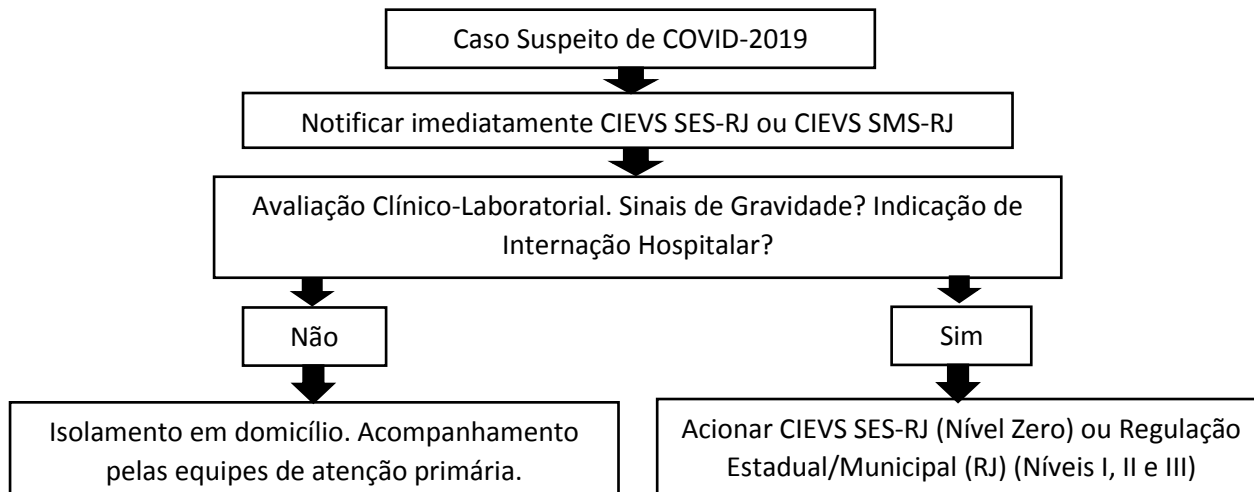 Caso Suspeito de COVID-2019
Notificar imediatamente CIEVS SES-RJ ou CIEVS SMS-RJ
Avaliação Clínico-Laboratorial. Sinais de Gravidade? Indicação de
Internação Hospitalar?
Não
Sim
Isolamento em domicílio. Acompanhamento
pelas equipes de atenção primária.
Acionar CIEVS SES-RJ (Nível Zero) ou Regulação
Estadual/Municipal (RJ) (Níveis I, II e III)